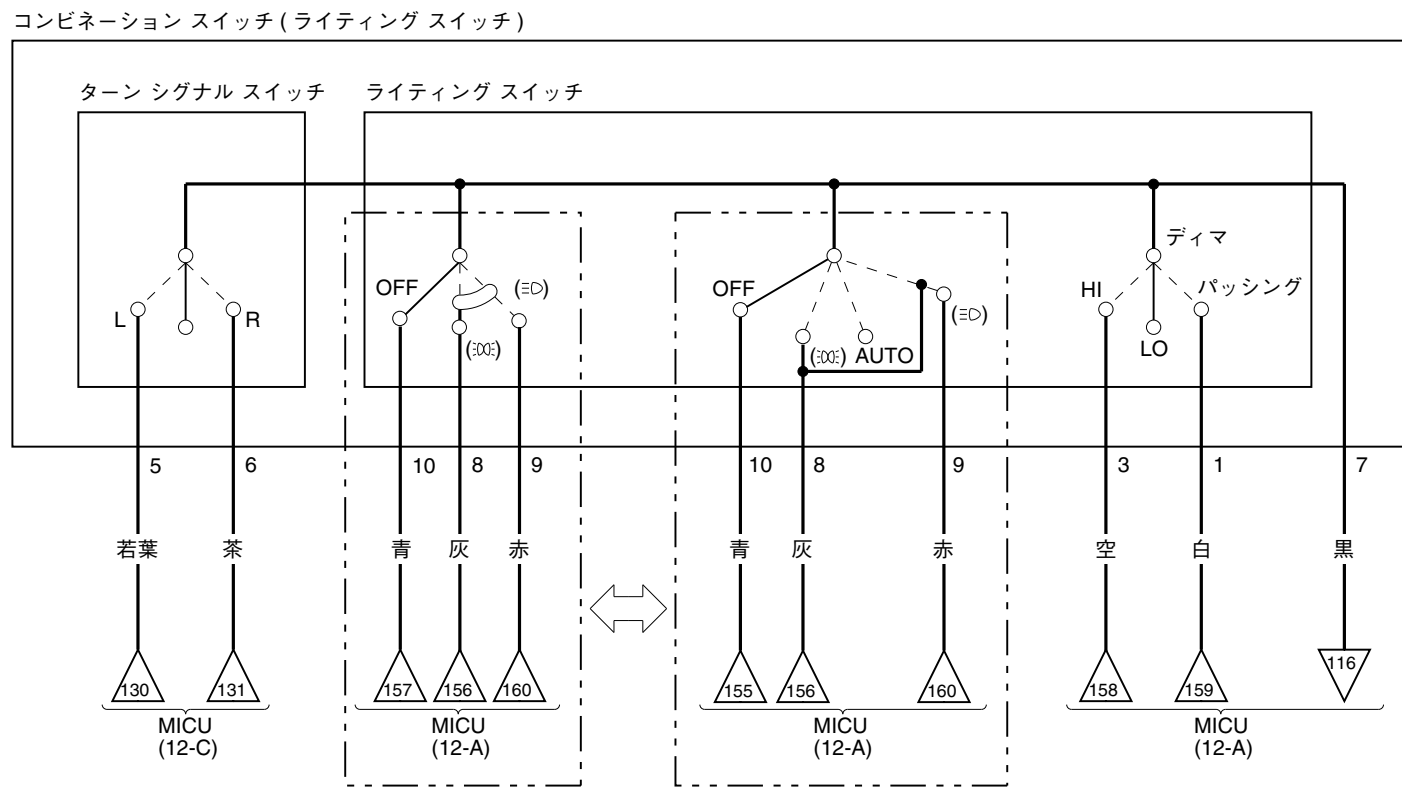 コンビネーション スイッチ ( ライティング スイッチ )
ターン シグナル スイッチ
ライティング スイッチ
ディマ
OFF
OFF
HI
パッシング
L
R
AUTO
LO
5
6
10
8
9
10
8
9
3
1
7
若葉
茶
青
灰
赤
青
灰
赤
空
白
黒
130
131
157
156
160
155
156
160
158
159
116
MICU
(12-C)
MICU
(12-A)
MICU
(12-A)
MICU
(12-A)